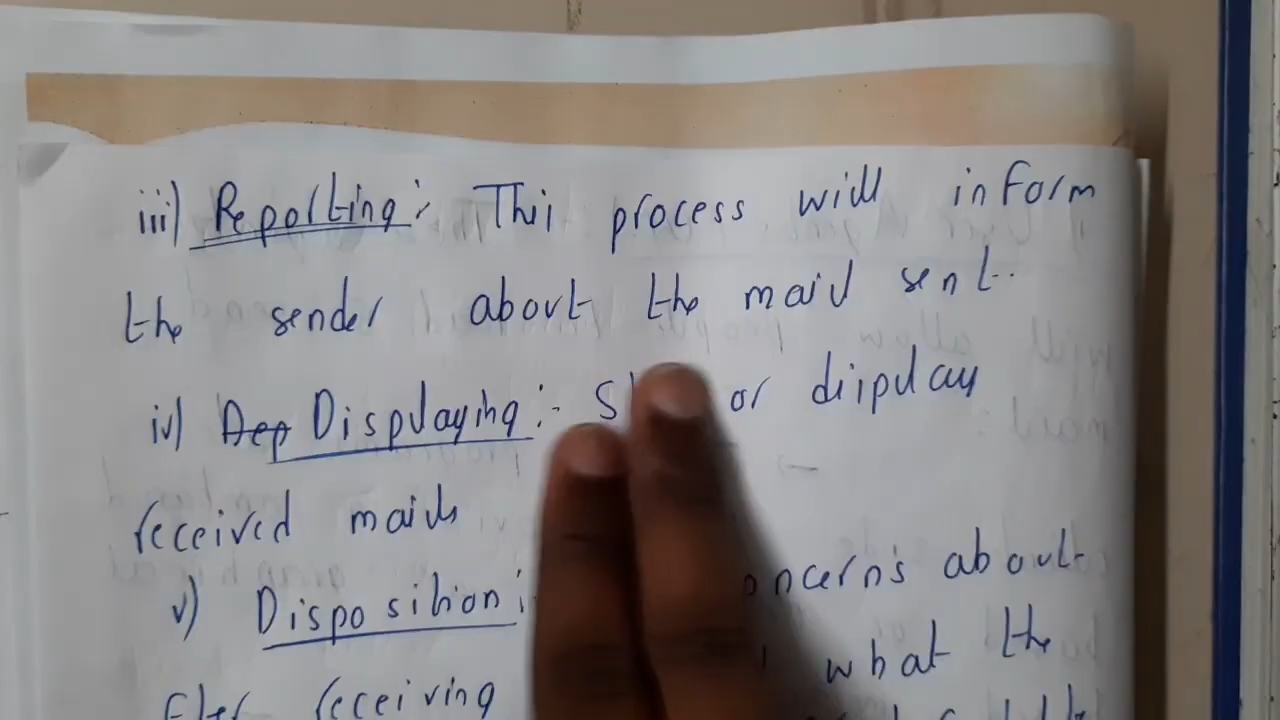 iii) Reporting:- This process will inform
the sender about the mail sent..
iv) Dep Displaying:- or display
received mails
v) Disposition: about
what the
receiving